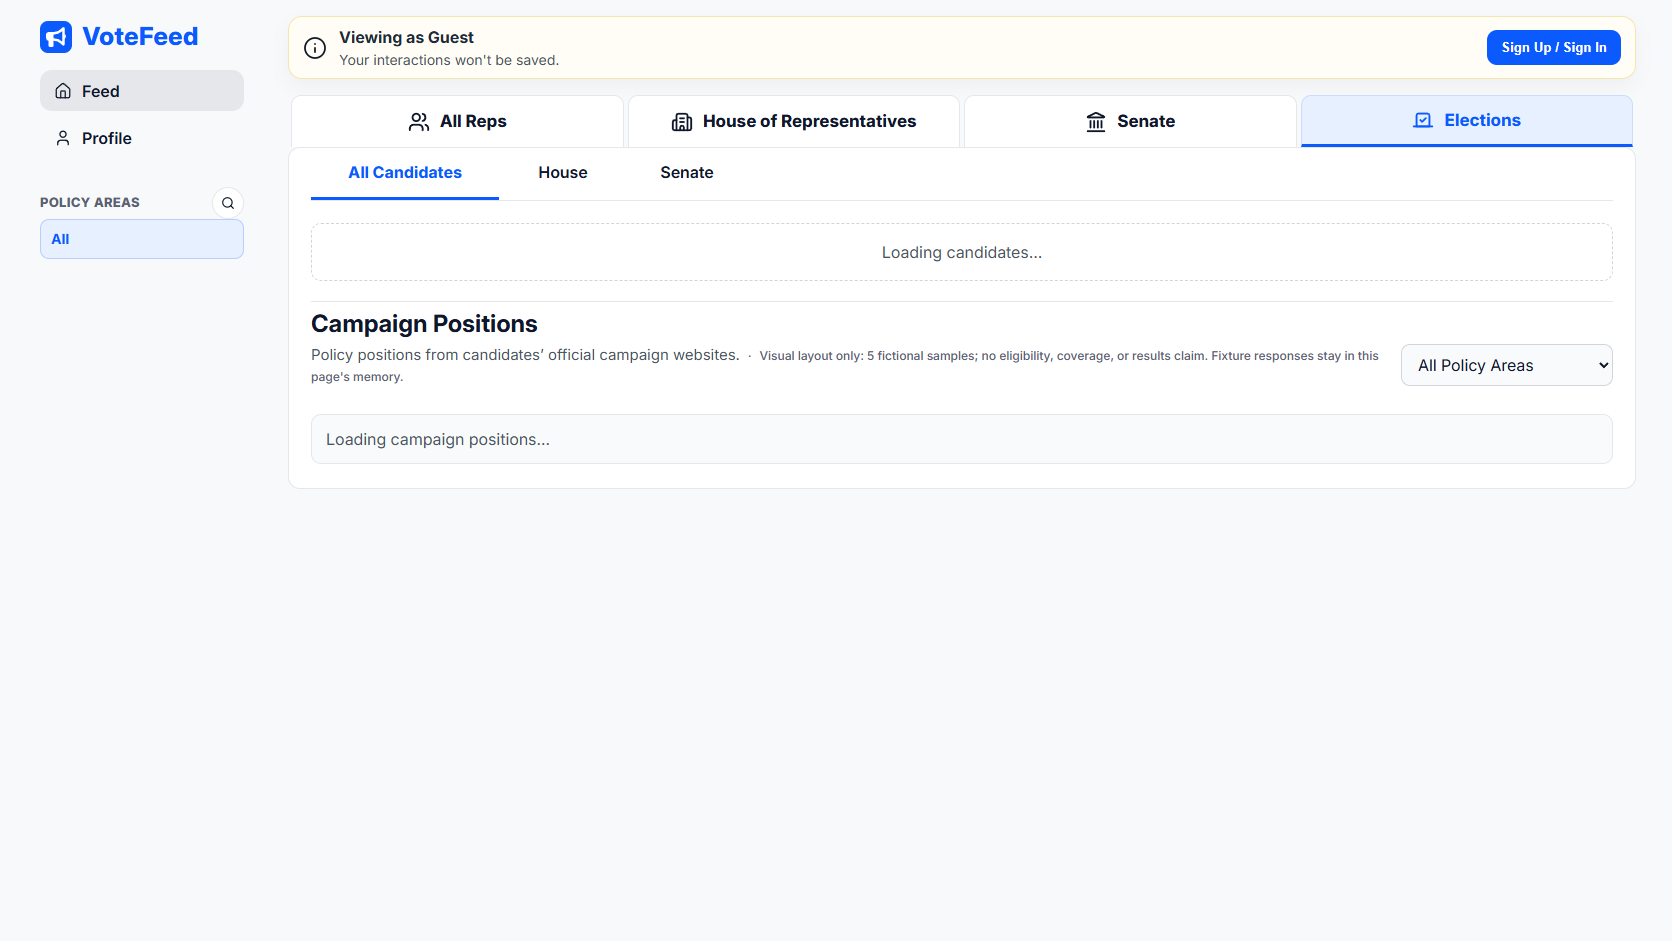 VoteFeed
Feed
Profile
POLICY AREAS
All
Viewing as Guest
Your interactions won't be saved.
Sign Up / Sign In
All Reps
House of Representatives
Senate
Elections
All Candidates
House
Senate
Loading candidates...
Campaign Positions
Policy positions from candidates’ official campaign websites. · Visual layout only: 5 fictional samples; no eligibility, coverage, or results claim. Fixture responses stay in this
page's memory.
All Policy Areas
Loading campaign positions...